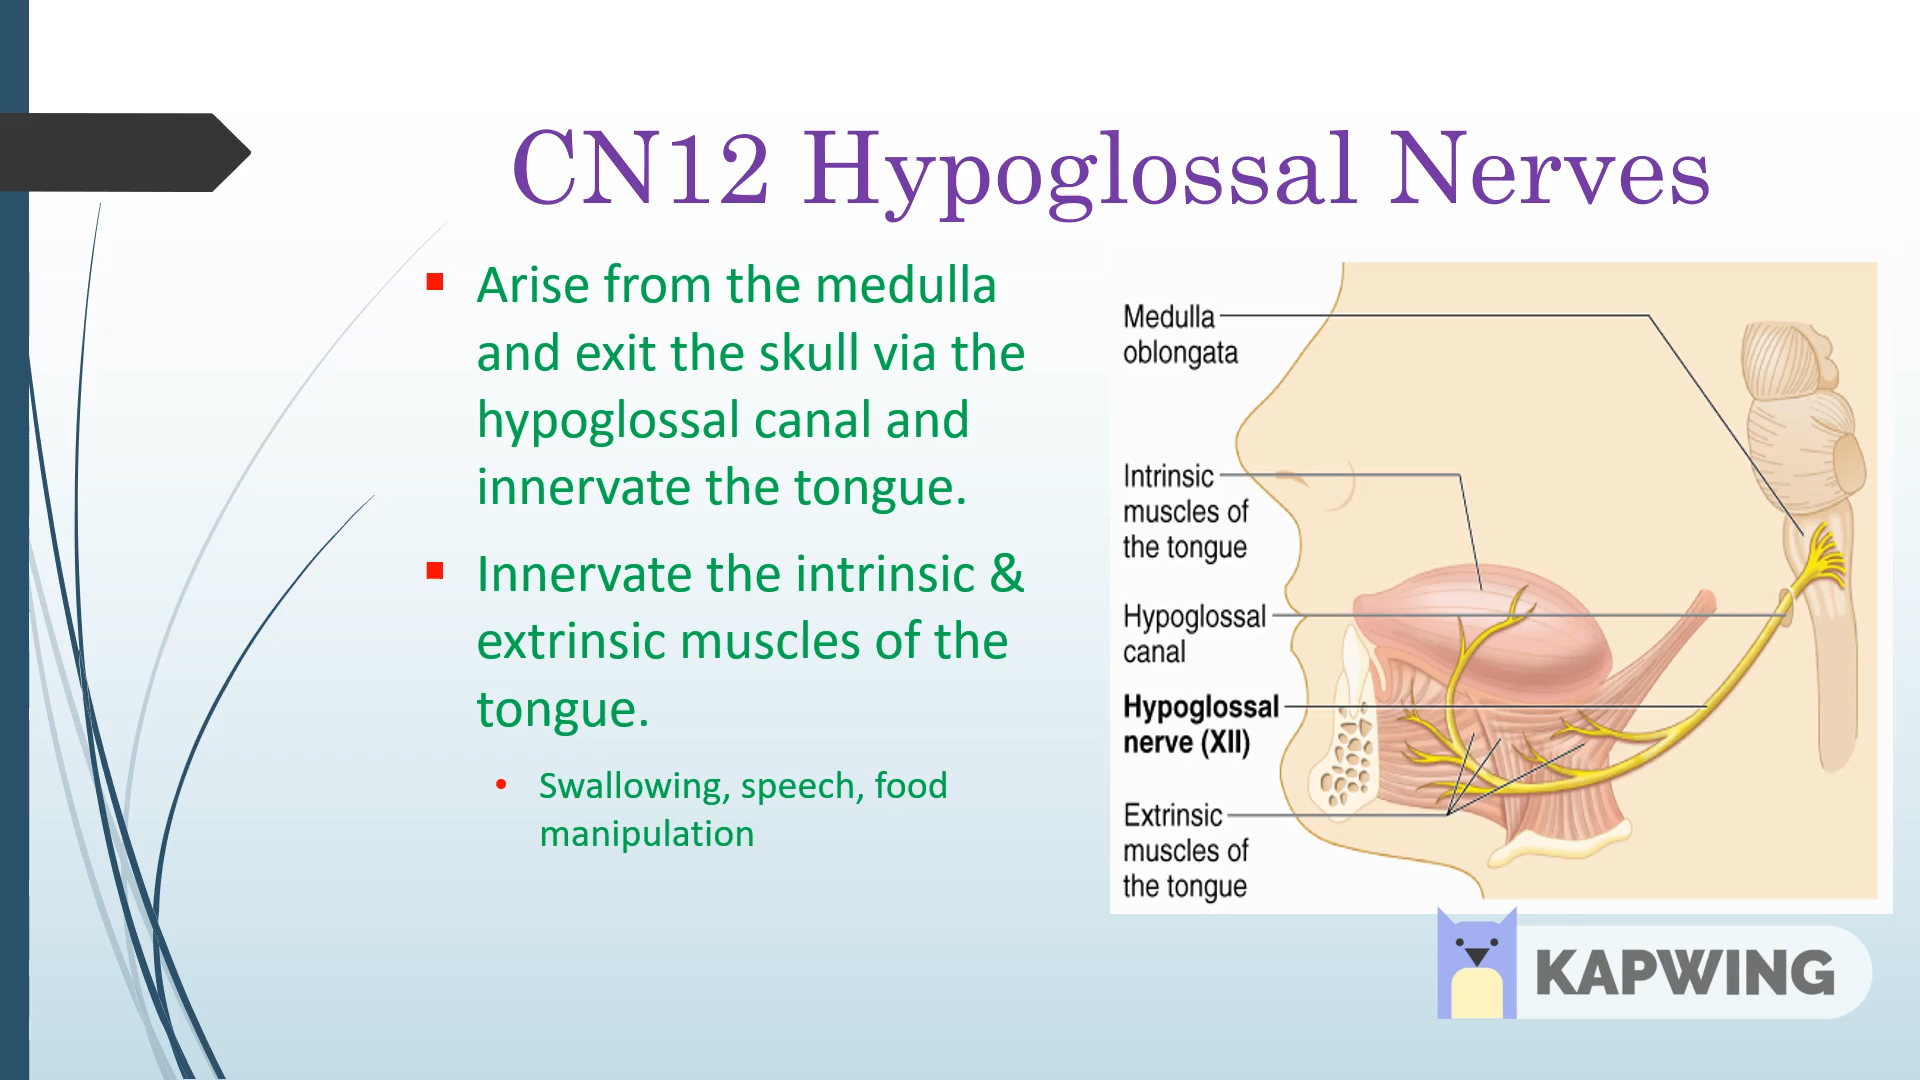 CN12 Hypoglossal Nerves
Arise from the medulla
and exit the skull via the
hypoglossal canal and
innervate the tongue.
Innervate the intrinsic &
extrinsic muscles of the
tongue.
Swallowing, speech, food
manipulation
Medulla
oblongata
Intrinsic
muscles of
the tongue
Hypoglossal
canal
Hypoglossal
nerve (XII)
Extrinsic
muscles of
the tongue
KAPWING